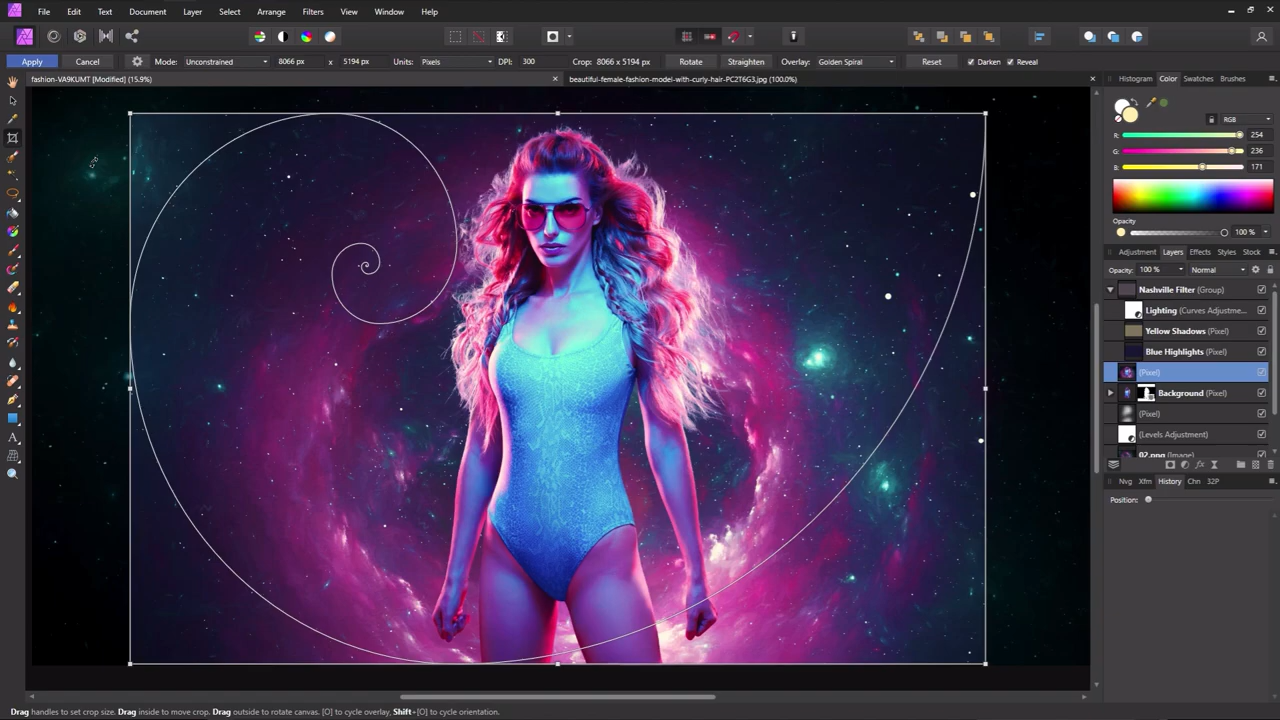 File Edit Text Document Layer Select Arrange Filters View Window Help
Apply Cancel Mode: Unconstrained 8066 px x 5194 px Units: Pixels DPI: 300 Crop: 8066 x 5194 px Rotate Straighten Overlay: Golden Spiral Reset Darken Reveal
fashion-VA9KUMT [Modified] (15.9%) beautiful-female-fashion-model-with-curly-hair-PC2T6G3.jpg (100.0%)
Histogram Color Swatches Brushes
RGB
R: 254
G: 236
B: 171
Opacity
100 %
Adjustment Layers Effects Styles Stock
Opacity: 100 % Normal
Nashville Filter (Group)
Lighting (Curves Adjustme...
Yellow Shadows (Pixel)
Blue Highlights (Pixel)
(Pixel)
Background (Pixel)
(Pixel)
(Levels Adjustment)
02.png (Image)
Nvg Xfm History Chn 32P
Position:
Drag handles to set crop size. Drag inside to move crop. Drag outside to rotate canvas. [O] to cycle overlay, Shift+[O] to cycle orientation.